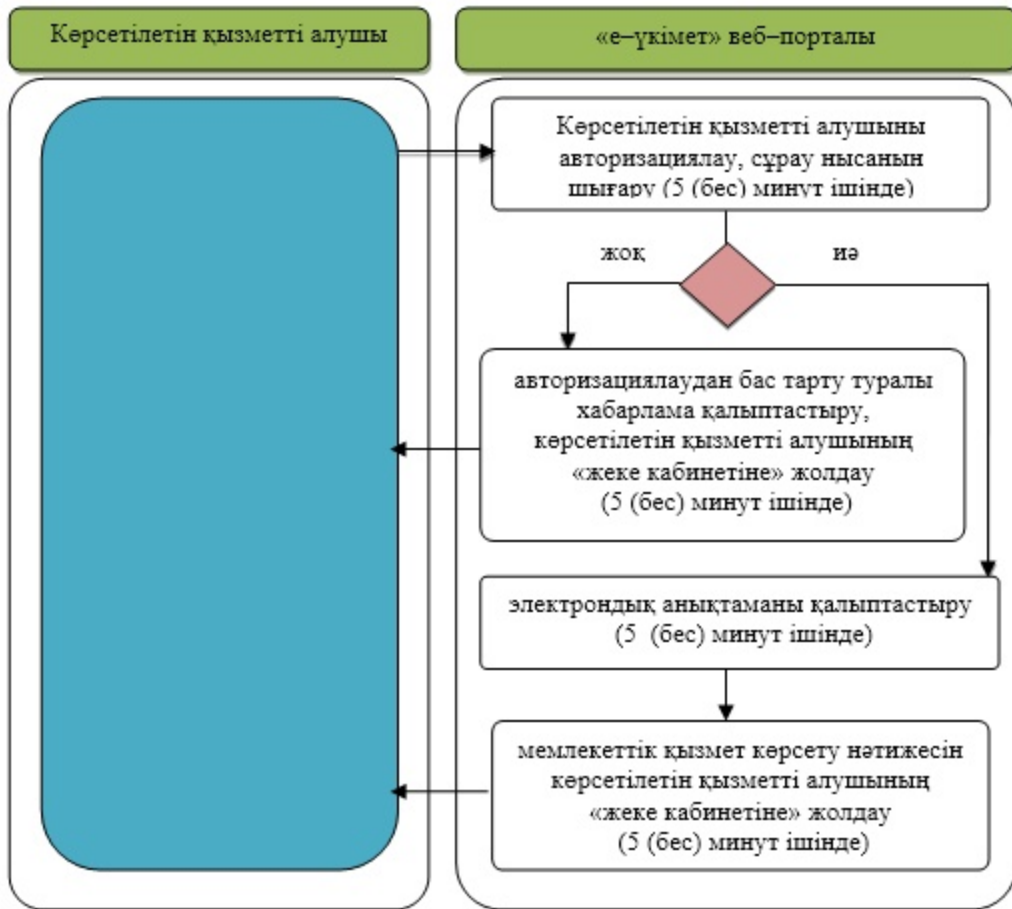 Көрсетілетін қызметті алушы
«е–үкімет» веб–порталы
Көрсетілетін қызметті алушыны
авторизациялау, сұрау нысанын
шығару (5 (бес) минут ішінде)
жоқ
иә
авторизациялаудан бас тарту туралы
хабарлама қалыптастыру,
көрсетілетін қызметті алушының
«жеке кабинетіне» жолдау
(5 (бес) минут ішінде)
электрондық анықтаманы қалыптастыру
(5 (бес) минут ішінде)
мемлекеттік қызмет көрсету нәтижесін
көрсетілетін қызметті алушының
«жеке кабинетіне» жолдау
(5 (бес) минут ішінде)